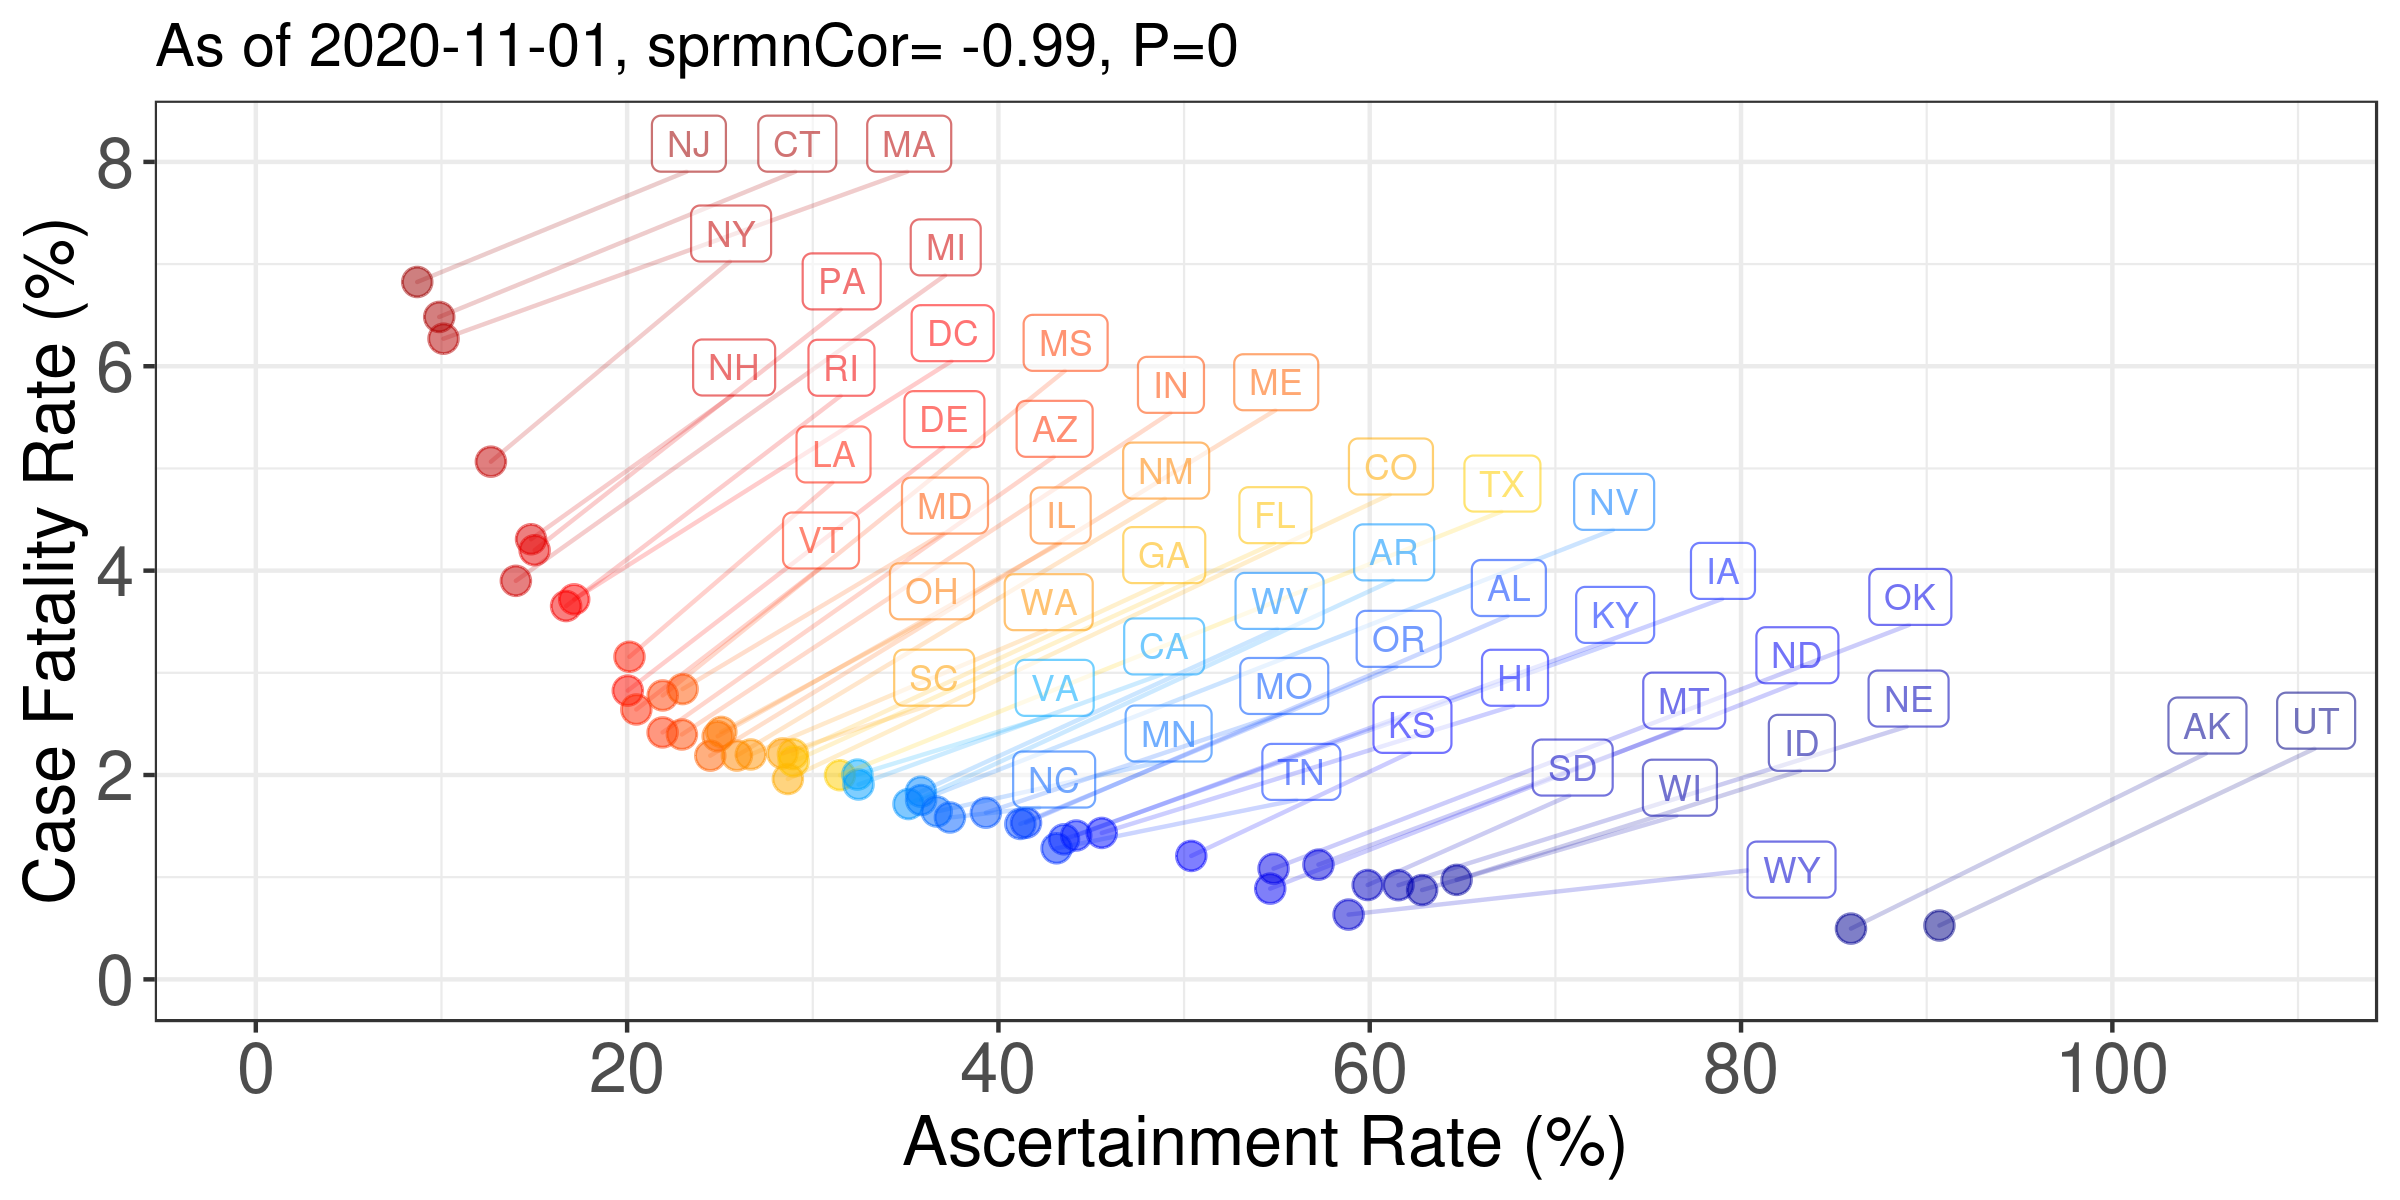 As of 2020-11-01, sprmnCor= -0.99, P=0
Case Fatality Rate (%)
8
6
4
2
0
NJ CT MA
NY MI
PA
DC MS
NH RI IN ME
DE AZ
LA NM CO TX
MD IL FL NV
VT GA AR
OH WA WV AL IA OK
CA OR KY ND
SC VA MO HI MT NE
MN KS ID AK UT
NC TN SD WI
WY
0 20 40 60 80 100
Ascertainment Rate (%)